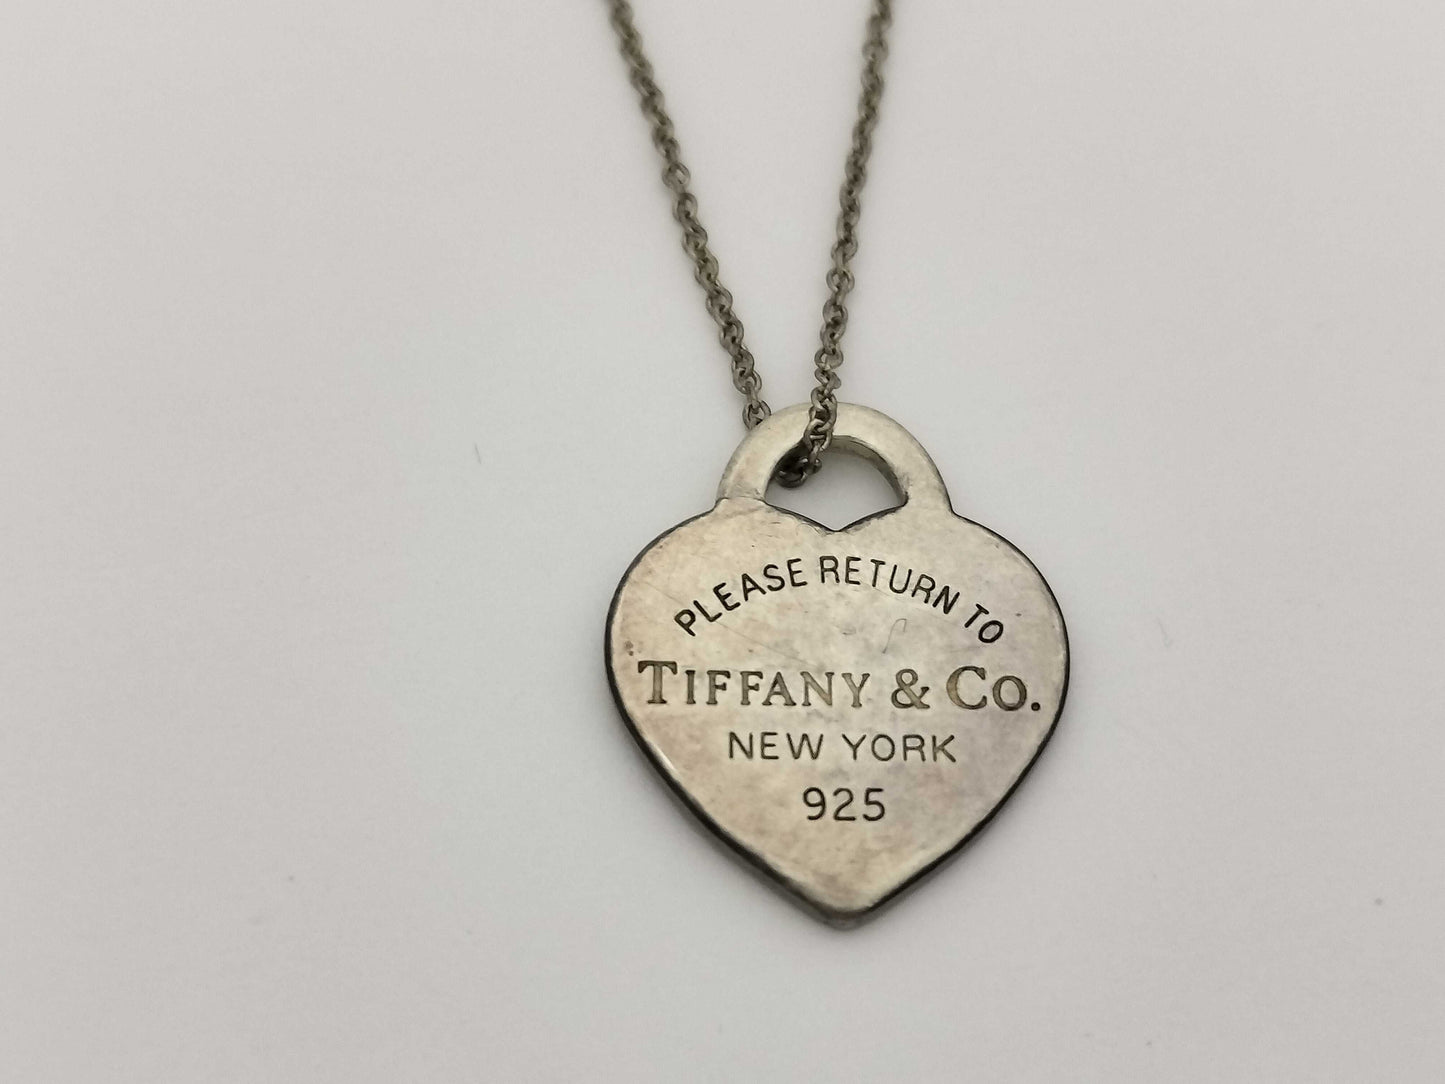 PLEASE RETURN TO
TIFFANY & CO.
NEW YORK
925